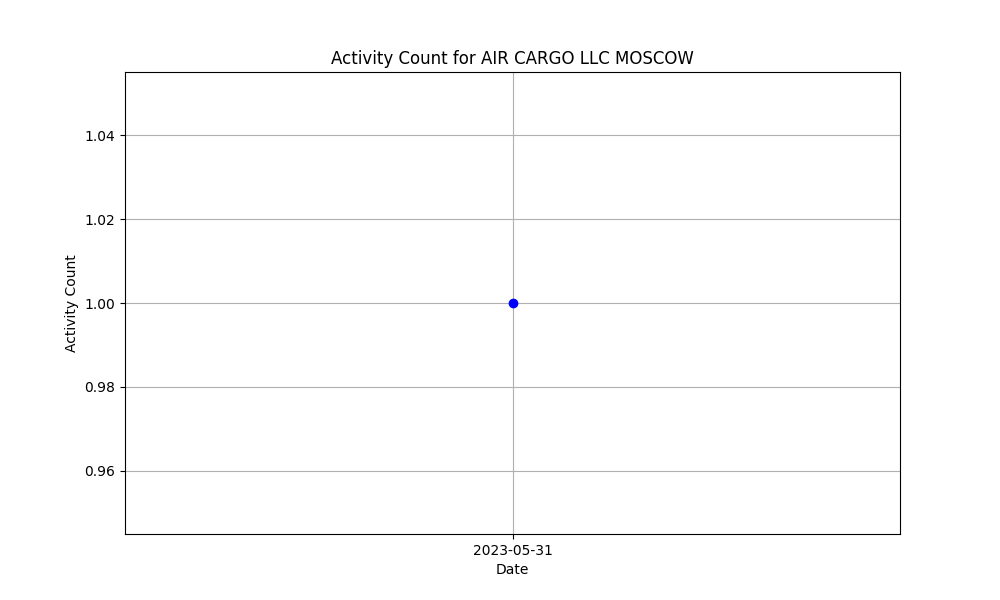 Activity Count for AIR CARGO LLC MOSCOW
1.04
1.02
1.00
0.98
0.96
Activity Count
2023-05-31
Date